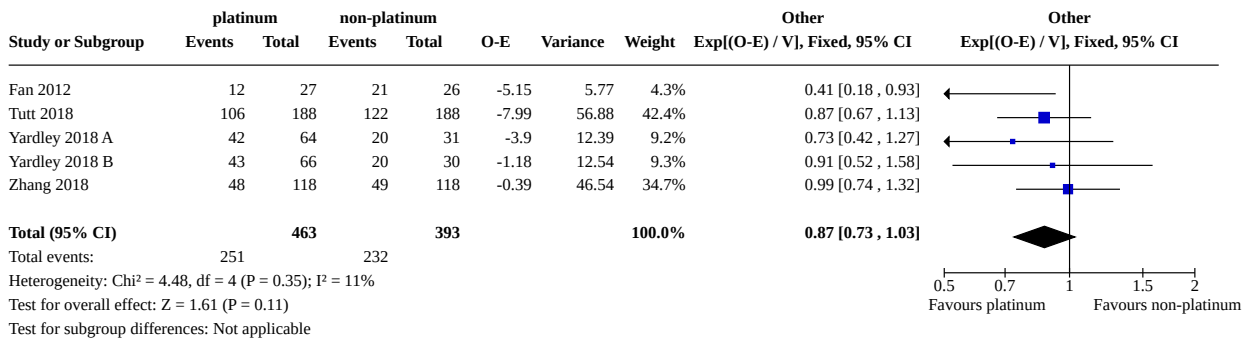 platinum non-platinum Other Other
Study or Subgroup Events Total Events Total O-E Variance Weight Exp[(O-E) / V], Fixed, 95% CI Exp[(O-E) / V], Fixed, 95% CI
Fan 2012 12 27 21 26 -5.15 5.77 4.3% 0.41 [0.18 , 0.93]
Tutt 2018 106 188 122 188 -7.99 56.88 42.4% 0.87 [0.67 , 1.13]
Yardley 2018 A 42 64 20 31 -3.9 12.39 9.2% 0.73 [0.42 , 1.27]
Yardley 2018 B 43 66 20 30 -1.18 12.54 9.3% 0.91 [0.52 , 1.58]
Zhang 2018 48 118 49 118 -0.39 46.54 34.7% 0.99 [0.74 , 1.32]
Total (95% CI) 463 393 100.0% 0.87 [0.73 , 1.03]
Total events: 251 232
Heterogeneity: Chi² = 4.48, df = 4 (P = 0.35); I² = 11%
0.5 0.7 1 1.5 2
Test for overall effect: Z = 1.61 (P = 0.11)
Favours platinum Favours non-platinum
Test for subgroup differences: Not applicable